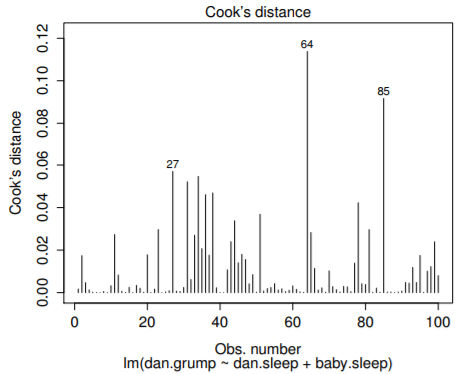 Cook's distance
0.12
0.10
0.08
0.06
0.04
0.02
0.00
Cook's distance
64
85
27
0 20 40 60 80 100
Obs. number
lm(dan.grump ~ dan.sleep + baby.sleep)